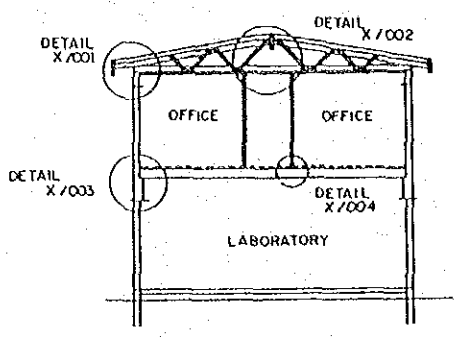 DETAIL
X/001
DETAIL
X/002
OFFICE
OFFICE
DETAIL
X/003
DETAIL
X/004
LABORATORY